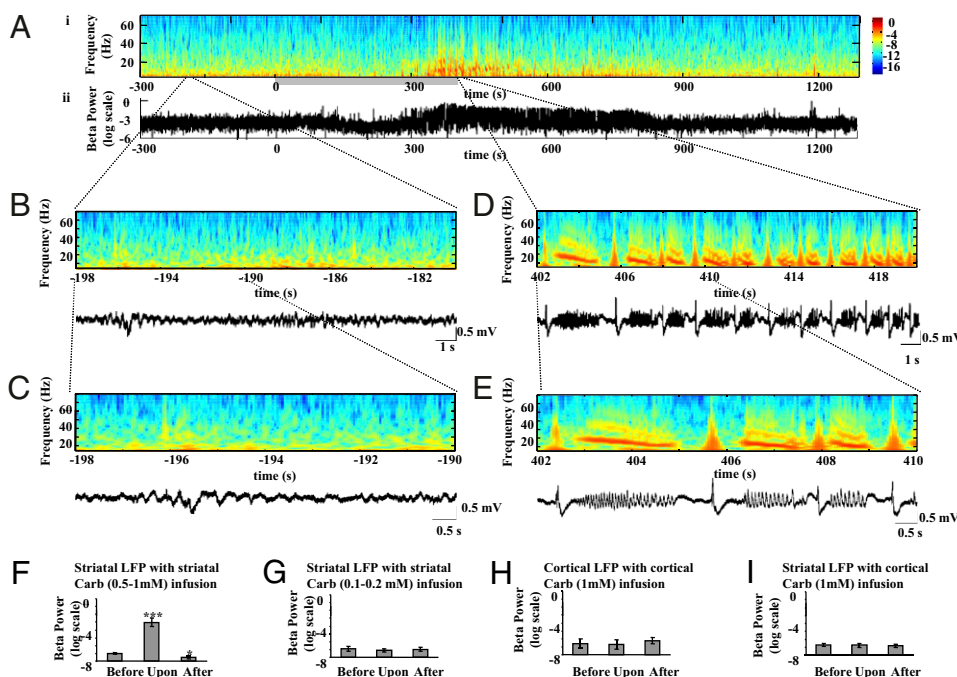 A
i
Frequency (Hz)
60
40
20
0
-4
-8
-12
-16
-300 0 300 600 900 1200
time (s)
ii
Beta Power (log scale)
0
-3
-6
-300 0 300 600 900 1200
time (s)
B
Frequency (Hz)
60
40
20
-198 -194 -190 -186 -182
time (s)
0.5 mV
1 s
D
Frequency (Hz)
60
40
20
402 406 410 414 418
time (s)
0.5 mV
1 s
C
Frequency (Hz)
60
40
20
-198 -196 -194 -192 -190
time (s)
0.5 mV
0.5 s
E
Frequency (Hz)
60
40
20
402 404 406 408 410
time (s)
0.5 mV
0.5 s
F
Striatal LFP with striatal
Carb (0.5-1mM) infusion
Beta Power
(log scale)
0
-4
-8
***
*
Before Upon After
G
Striatal LFP with striatal
Carb (0.1-0.2 mM) infusion
Beta Power
(log scale)
0
-4
-8
Before Upon After
H
Cortical LFP with cortical
Carb (1mM) infusion
Beta Power
(log scale)
0
-4
-8
Before Upon After
I
Striatal LFP with cortical
Carb (1mM) infusion
Beta Power
(log scale)
0
-4
-8
Before Upon After